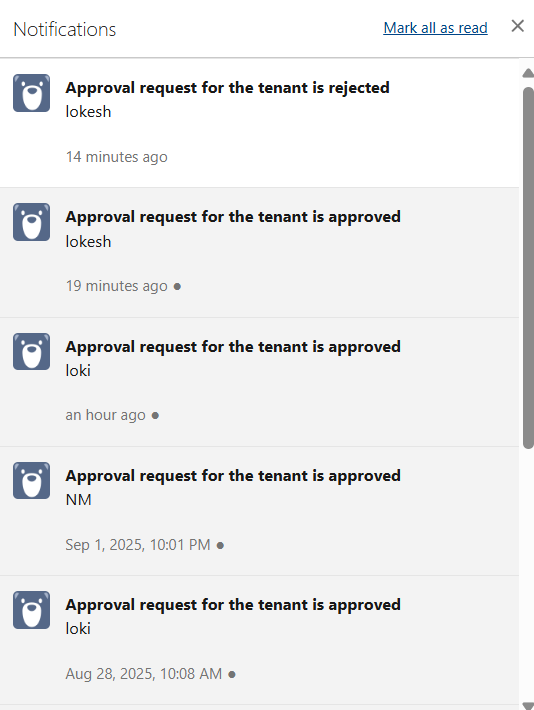 Notifications
Mark all as read
Approval request for the tenant is rejected
lokesh
14 minutes ago
Approval request for the tenant is approved
lokesh
19 minutes ago
Approval request for the tenant is approved
loki
an hour ago
Approval request for the tenant is approved
NM
Sep 1, 2025, 10:01 PM
Approval request for the tenant is approved
loki
Aug 28, 2025, 10:08 AM